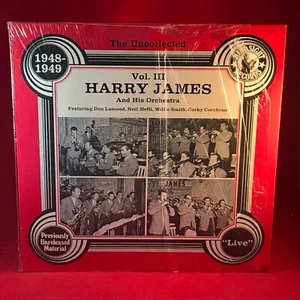 The Uncollected
1948-
1949
Vol. III
HARRY JAMES
And His Orchestra
Featuring Don Lamond, Neal Hefti, Willie Smith, Corky Corcoran
JAMES
Previously
Unreleased
Material
"Live"